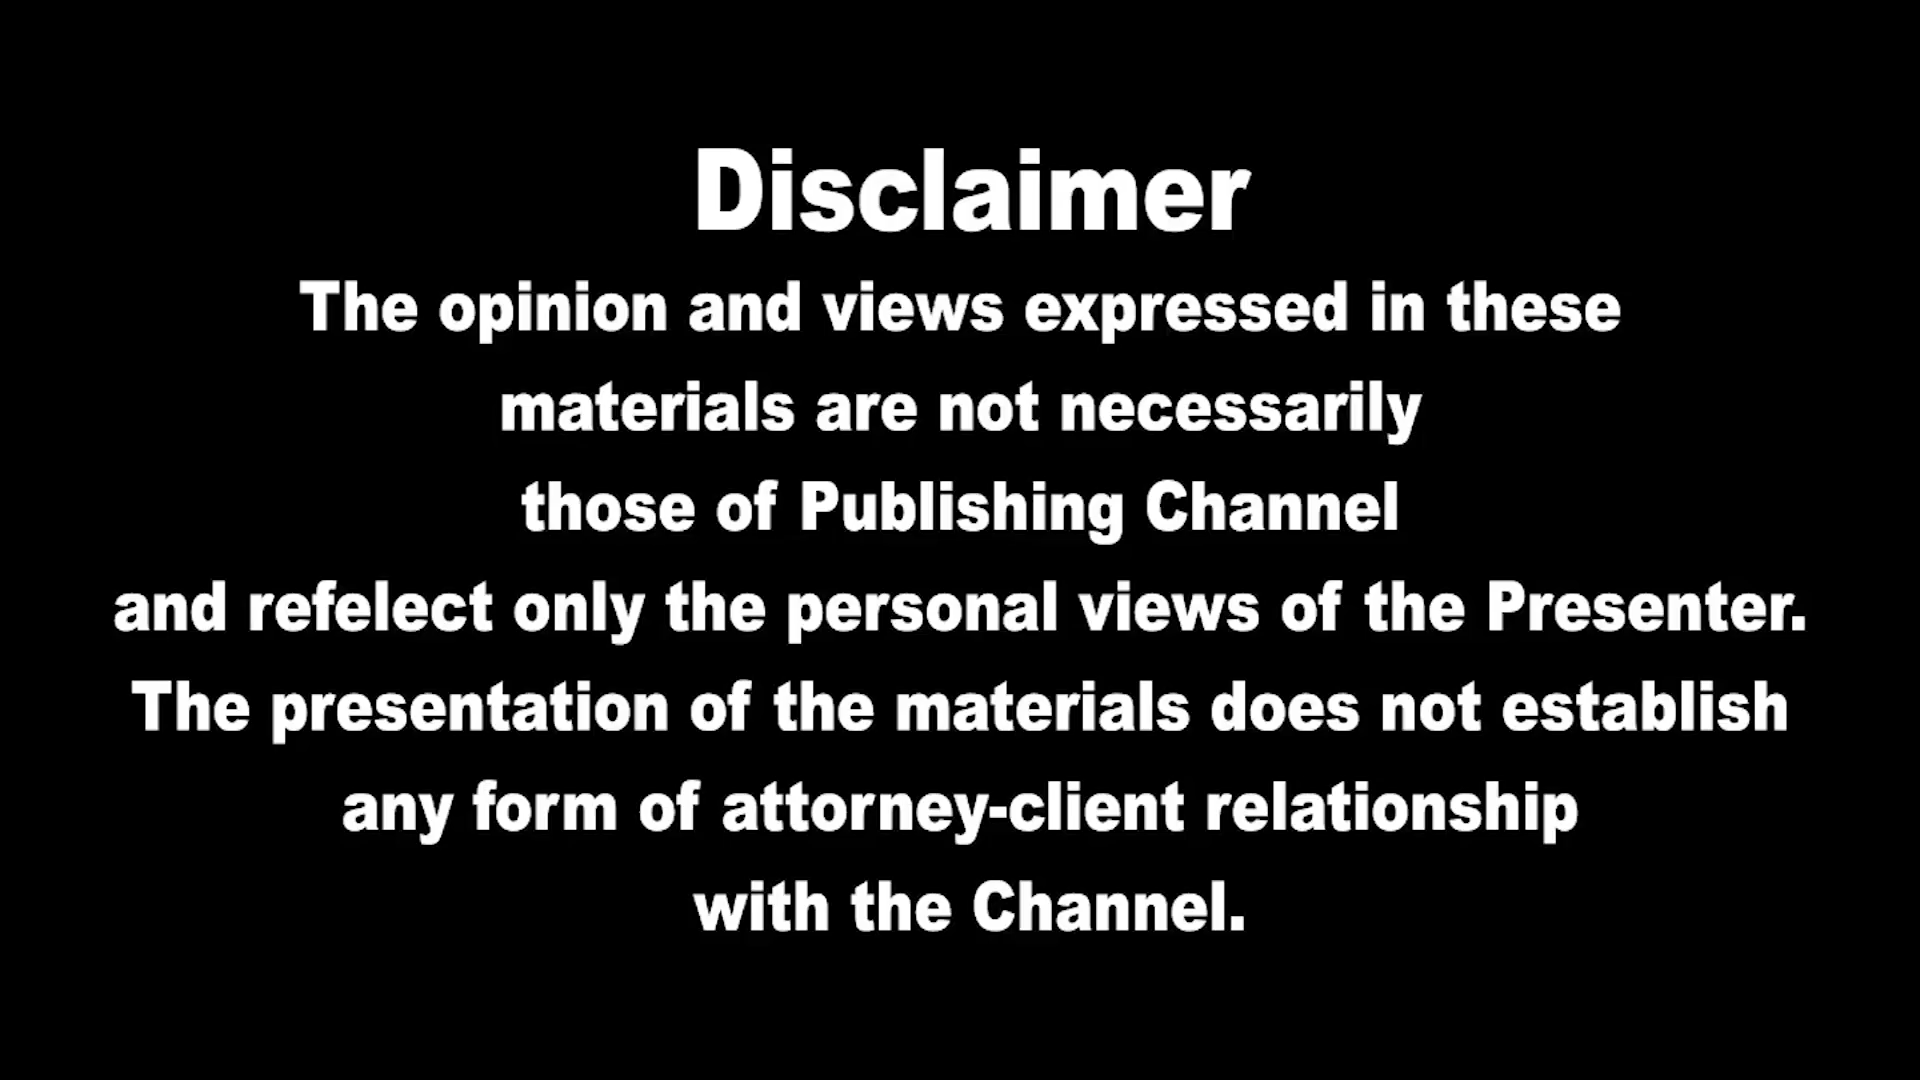 Disclaimer
The opinion and views expressed in these
materials are not necessarily
those of Publishing Channel
and refelect only the personal views of the Presenter.
The presentation of the materials does not establish
any form of attorney-client relationship
with the Channel.